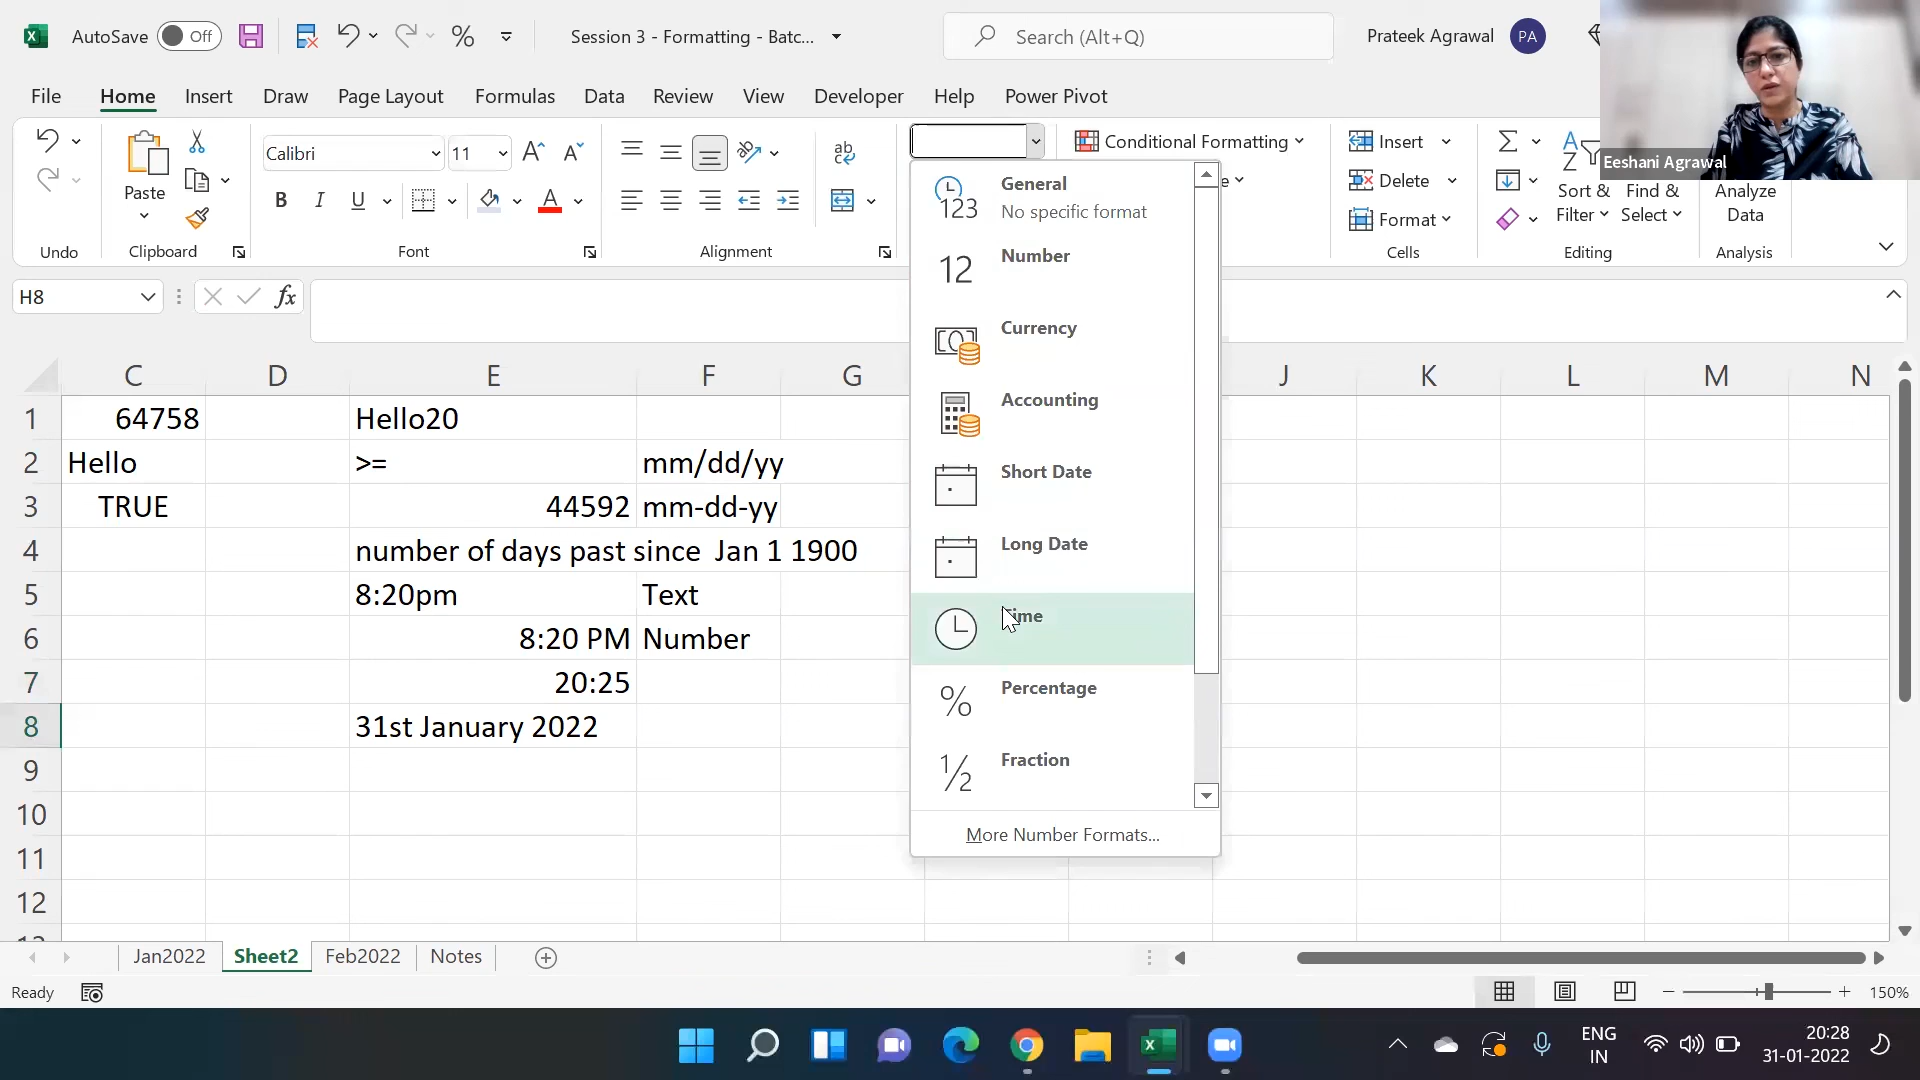 AutoSave Off Session 3 - Formatting - Batc... Search (Alt+Q) Prateek Agrawal PA
File Home Insert Draw Page Layout Formulas Data Review View Developer Help Power Pivot
Calibri 11 Conditional Formatting Insert
Paste Delete
B I U Format Sort & Filter Find & Select Analyze Data
Undo Clipboard Font Alignment Cells Editing Analysis
Eeshani Agrawal
H8 fx
General
No specific format
Number
Currency
Accounting
Short Date
Long Date
Time
Percentage
Fraction
More Number Formats...
C D E F G J K L M N
1 64758 Hello20
2 Hello >= mm/dd/yy
3 TRUE 44592 mm-dd-yy
4 number of days past since Jan 1 1900
5 8:20pm Text
6 8:20 PM Number
7 20:25
8 31st January 2022
9
10
11
12
Jan2022 Sheet2 Feb2022 Notes
Ready 150%
ENG
IN
20:28
31-01-2022